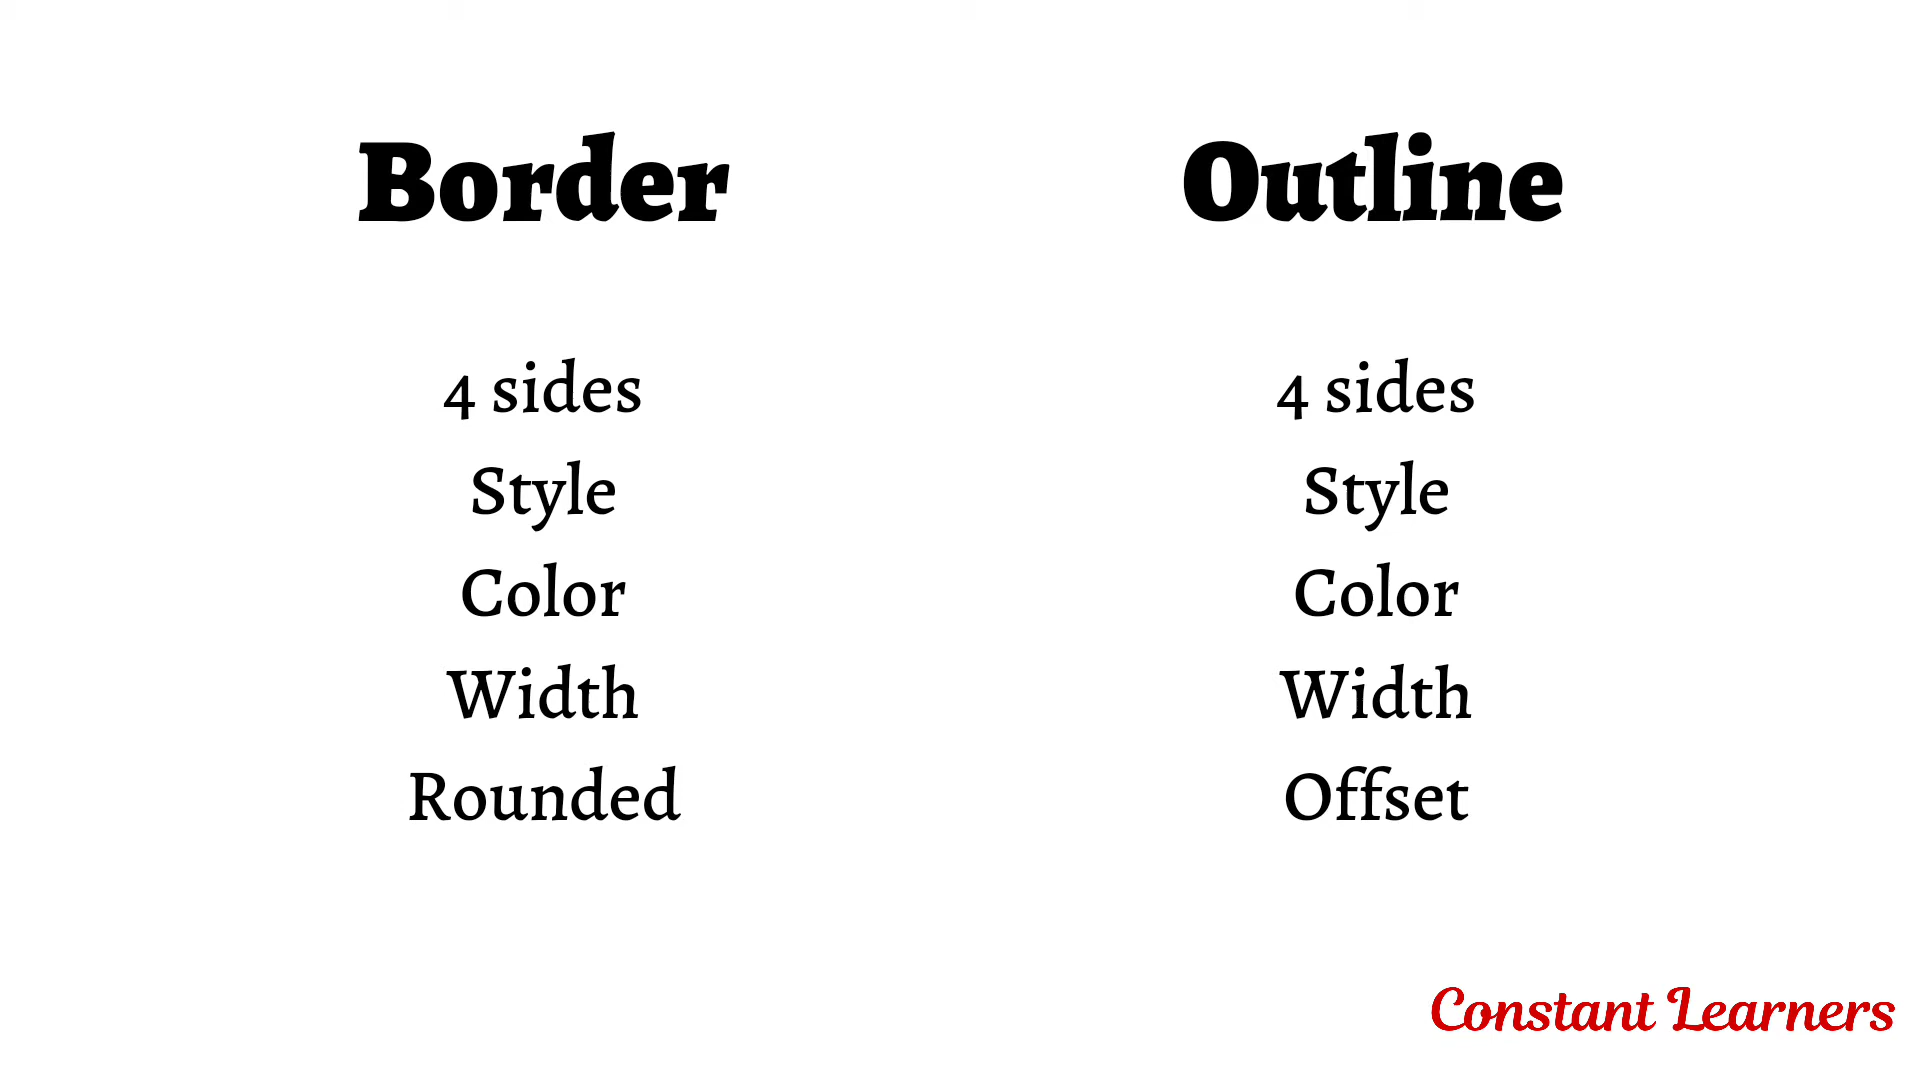 Border
4 sides
Style
Color
Width
Rounded
Outline
4 sides
Style
Color
Width
Offset
Constant Learners